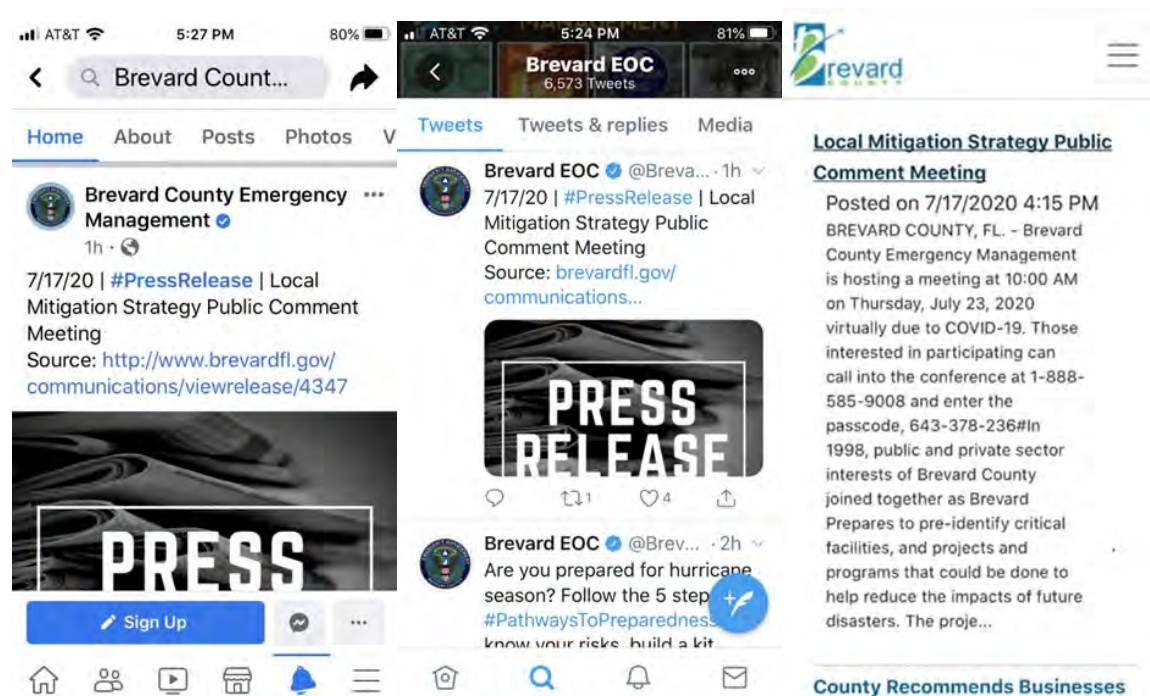 AT&T 5:27 PM 80%
Brevard Count...
Home About Posts Photos V
Brevard County Emergency
Management
1h
7/17/20 | #PressRelease | Local
Mitigation Strategy Public Comment
Meeting
Source: http://www.brevardfl.gov/
communications/viewrelease/4347
PRESS
Sign Up
AT&T 5:24 PM 81%
MANAGEMENT
Brevard EOC
6,573 Tweets
Tweets Tweets & replies Media
Brevard EOC @Breva... · 1h
7/17/20 | #PressRelease | Local
Mitigation Strategy Public
Comment Meeting
Source: brevardfl.gov/
communications...
PRESS
RELEASE
1 4
Brevard EOC @Brev... · 2h
Are you prepared for hurricane
season? Follow the 5 step
#PathwaysToPreparedness
know your risks, build a kit
Brevard
COUNTY
Local Mitigation Strategy Public
Comment Meeting
Posted on 7/17/2020 4:15 PM
BREVARD COUNTY, FL. - Brevard
County Emergency Management
is hosting a meeting at 10:00 AM
on Thursday, July 23, 2020
virtually due to COVID-19. Those
interested in participating can
call into the conference at 1-888-
585-9008 and enter the
passcode, 643-378-236#In
1998, public and private sector
interests of Brevard County
joined together as Brevard
Prepares to pre-identify critical
facilities, and projects and
programs that could be done to
help reduce the impacts of future
disasters. The proje...
County Recommends Businesses